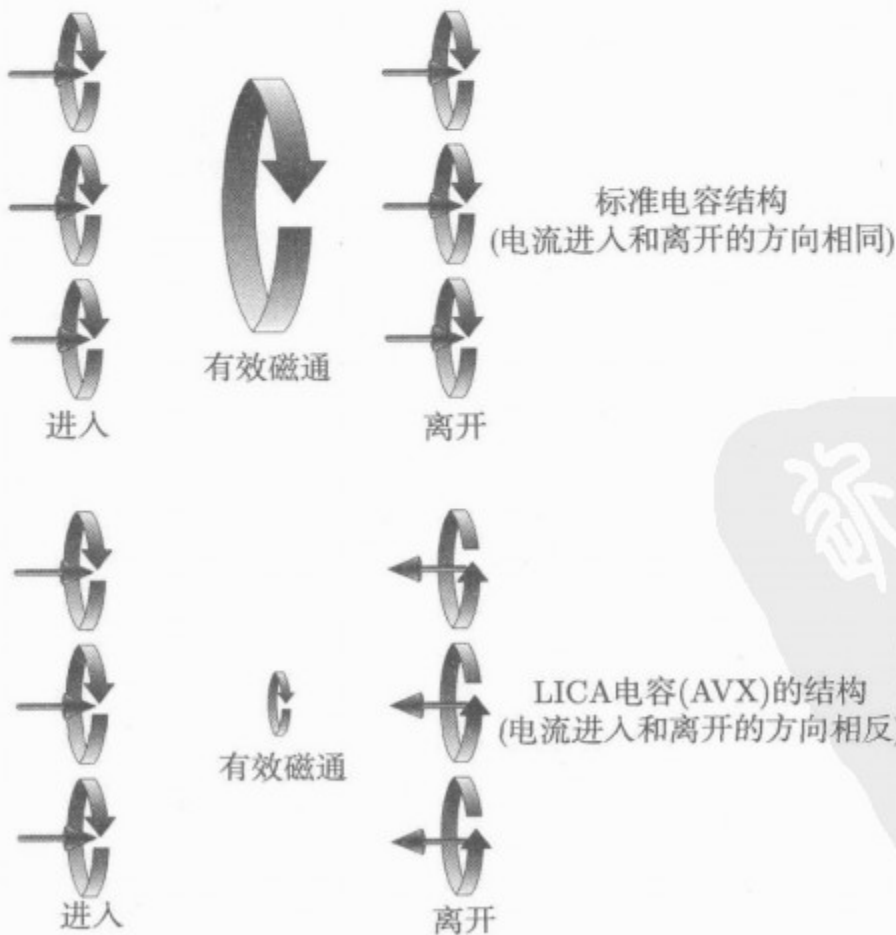 标准电容结构
(电流进入和离开的方向相同)
有效磁通
进入
离开
LICA电容(AVX)的结构
(电流进入和离开的方向相反)
有效磁通
进入
离开